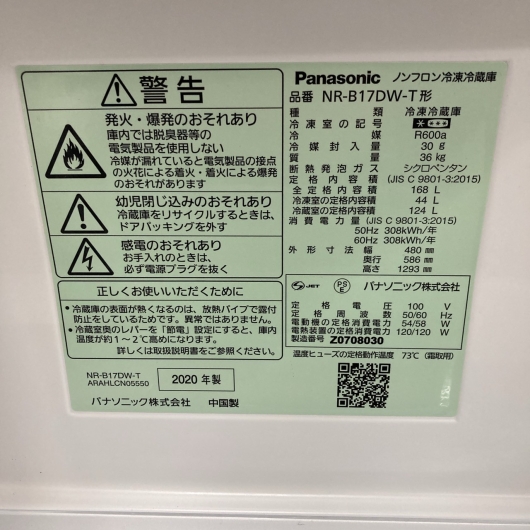 警告
発火・爆発のおそれあり
庫内では脱臭器等の
電気製品を使用しない
冷媒が漏れていると電気製品の接点
の火花による着火・着火による爆発
のおそれがあります
幼児閉じ込みのおそれあり
冷蔵庫をリサイクルするときは、
ドアパッキングを外す
感電のおそれあり
お手入れのときは、
必ず電源プラグを抜く
正しくお使いいただくために
●冷蔵庫の表面が熱くなるのは、放熱パイプで露付
防止をしているためです。異常ではありません。
●冷蔵室奥のレバーを「節電」設定にすると、庫内
温度が約1～2℃高めになります。
詳しくは取扱説明書をご参照ください。
NR-B17DW-T
ARAHLCN05550
2020年製
パナソニック株式会社 中国製
Panasonic ノンフロン冷凍冷蔵庫
品番 NR-B17DW-T形
種類 冷凍冷蔵庫
冷凍室の記号 ＊＊＊＊
冷媒 R600a
冷媒封入量 30 g
質量 36 kg
断熱発泡ガス シクロペンタン
定格内容積 (JIS C 9801-3:2015)
全定格内容積 168 L
冷凍室の定格内容積 44 L
冷蔵室の定格内容積 124 L
消費電力量 (JIS C 9801-3:2015)
50Hz 308kWh/年
60Hz 308kWh/年
外形寸法 幅 480 mm
奥行 586 mm
高さ 1293 mm
S JET PS E パナソニック株式会社
定格電圧 100 V
定格周波数 50/60 Hz
電動機の定格消費電力 54/58 W
電熱装置の定格消費電力 120/120 W
製造番号 Z0708030
温度ヒューズの定格動作温度 73℃ (霜取用)